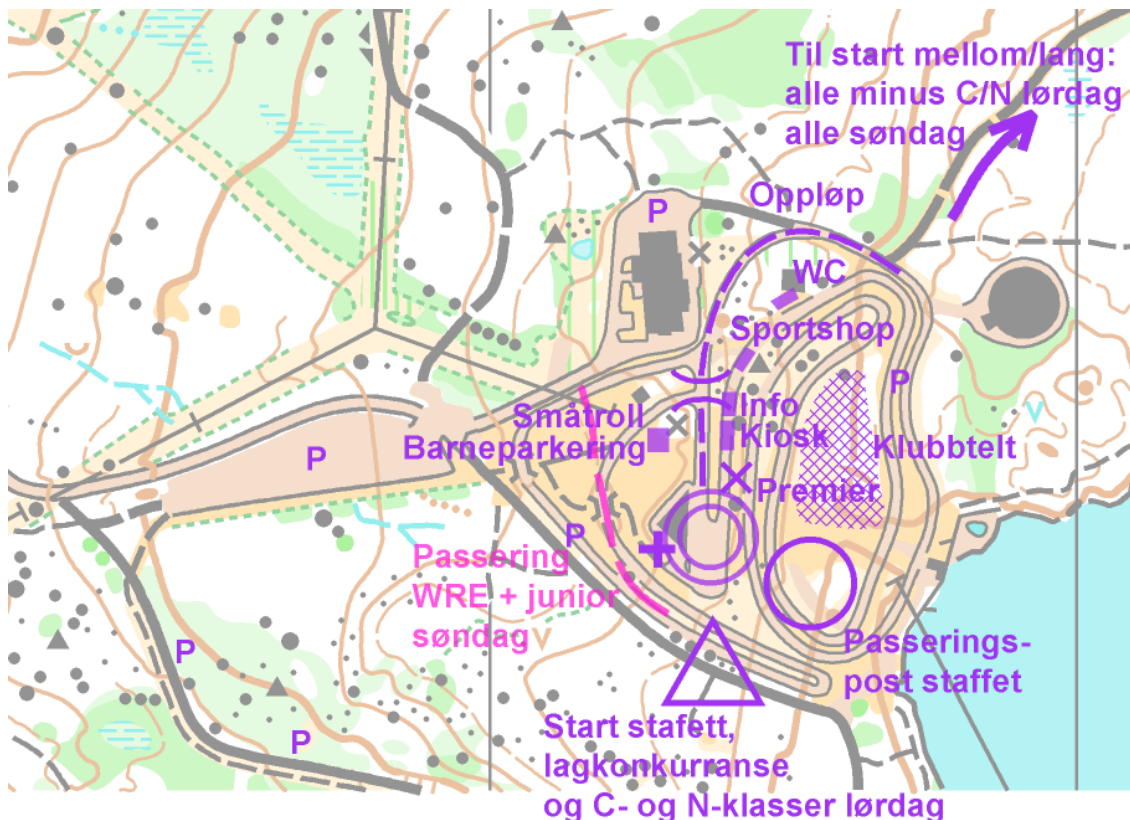 Til start mellom/lang:
alle minus C/N lørdag
alle søndag
Oppløp
P
WC
Sportshop
P
Småtroll
Info
Barneparkering
Kiosk
Klubbtelt
P
Premier
P
Passering
WRE + junior
søndag
Passerings-
post staffet
P
P
Start stafett,
lagkonkurranse
og C- og N-klasser lørdag